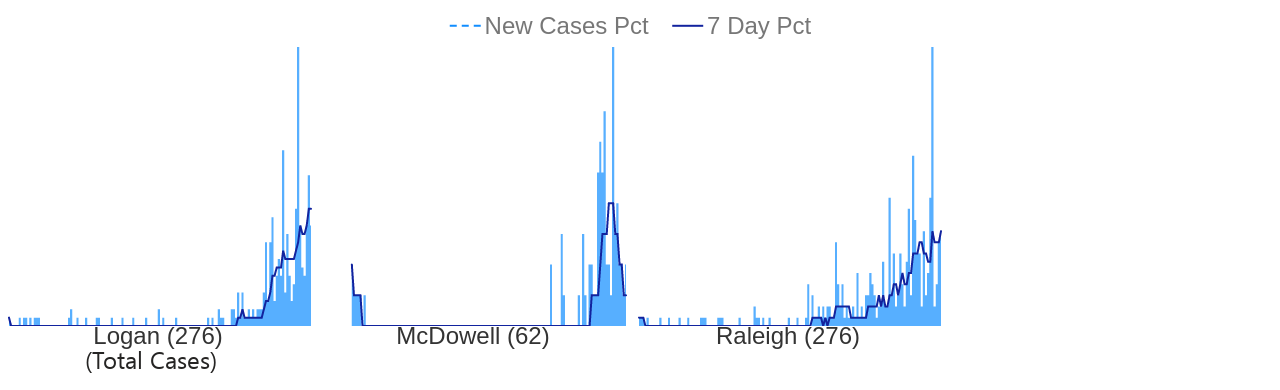 New Cases Pct 7 Day Pct
Logan (276) McDowell (62) Raleigh (276)
(Total Cases)